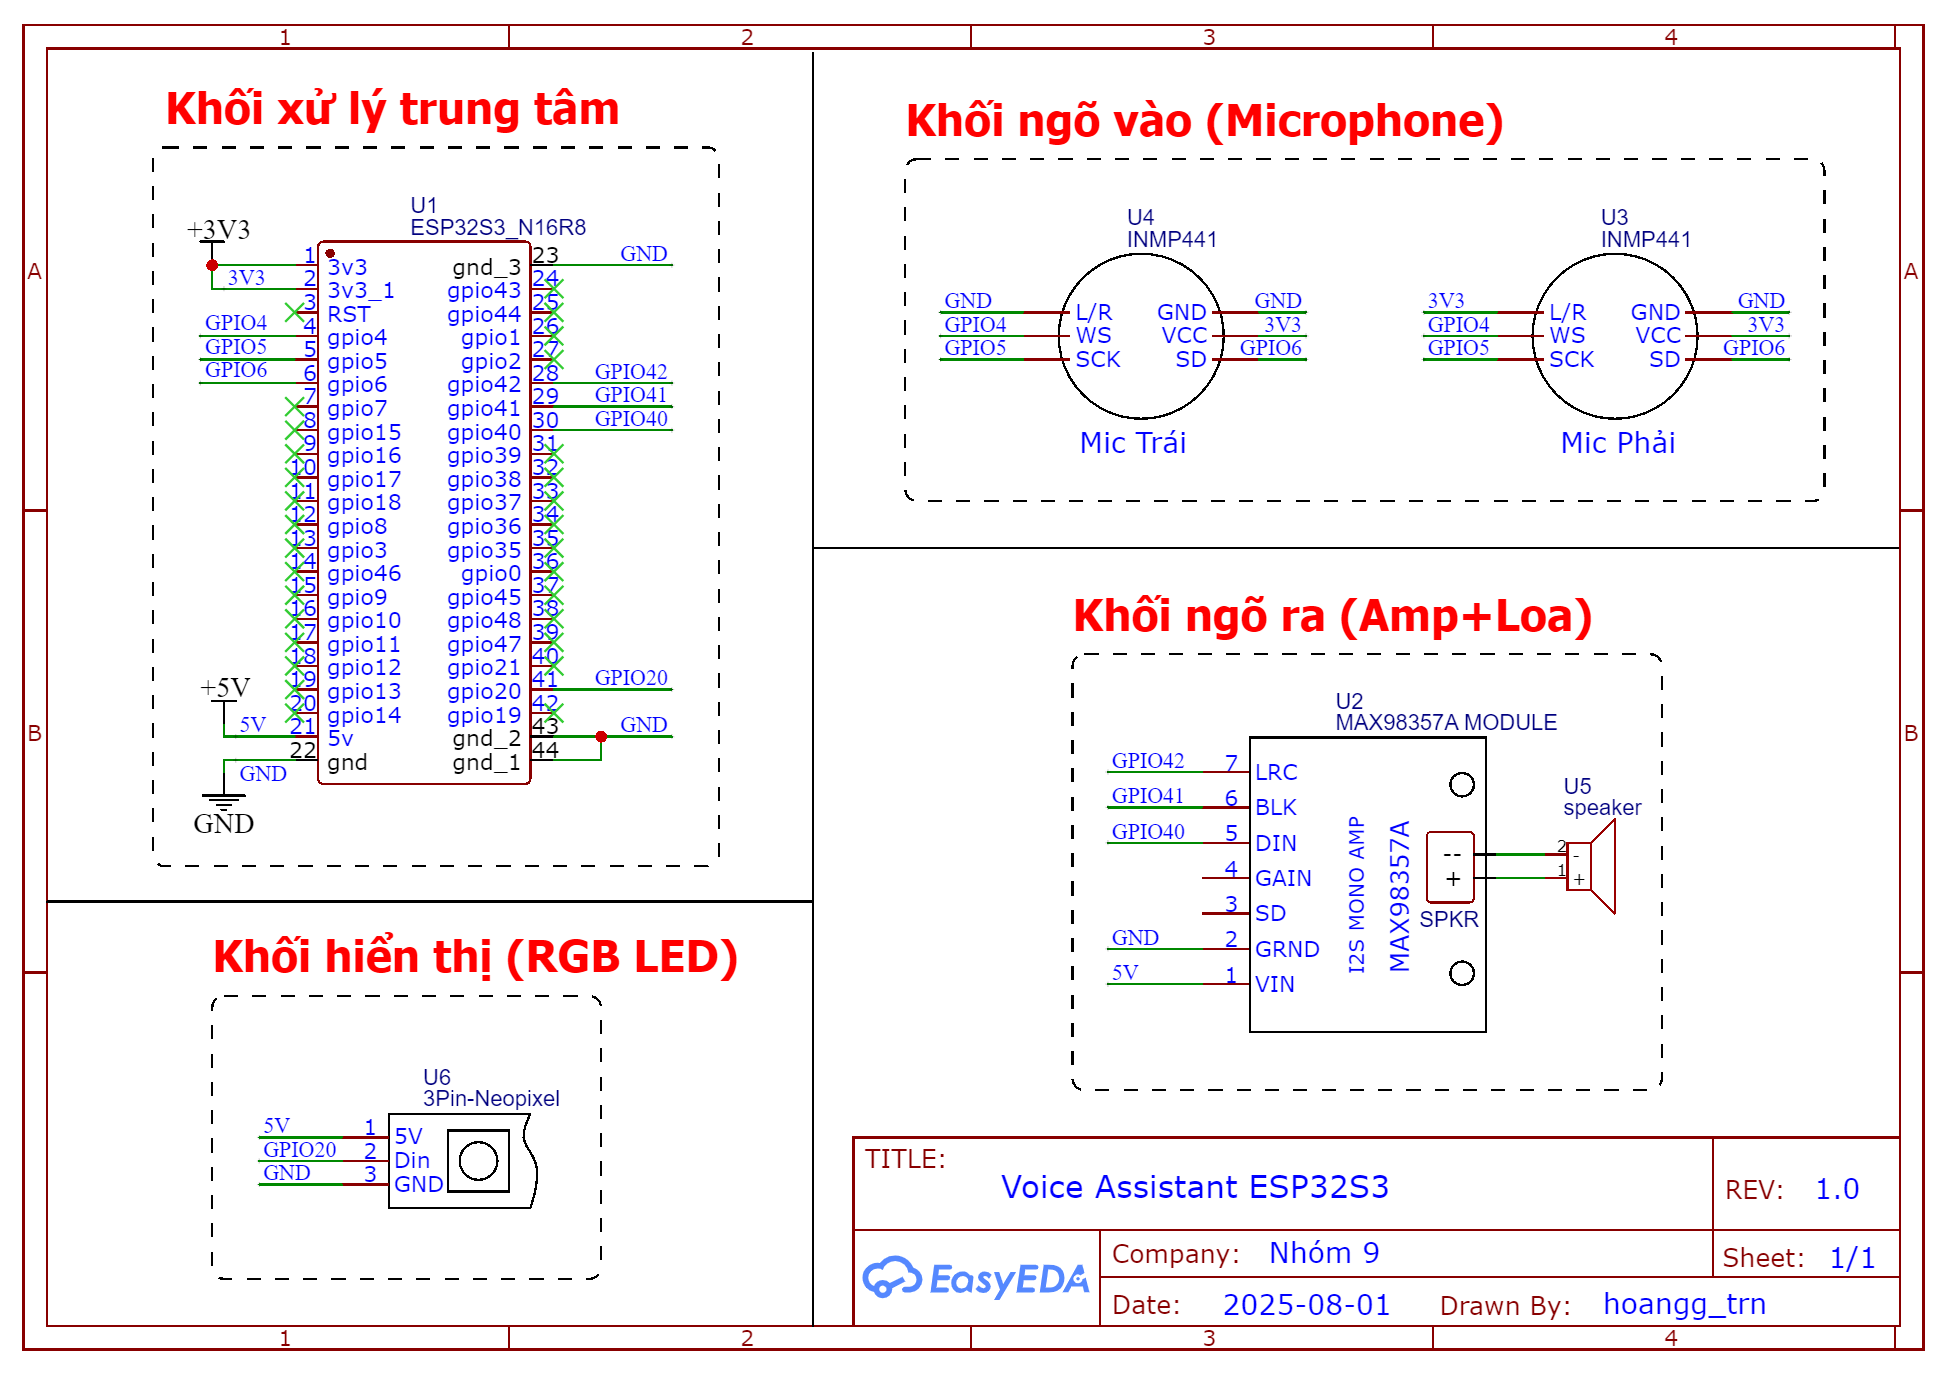 1 2 3 4
A
B
A
B
Khối xử lý trung tâm
U1
ESP32S3_N16R8
+3V3
3V3
GPIO4
GPIO5
GPIO6
+5V
5V
GND
GND
1 3v3
2 3v3_1
3 RST
4 gpio4
5 gpio5
6 gpio6
7 gpio7
8 gpio15
9 gpio16
10 gpio17
11 gpio18
12 gpio8
13 gpio3
14 gpio46
15 gpio9
16 gpio10
17 gpio11
18 gpio12
19 gpio13
20 gpio14
21 5v
22 gnd
gnd_3 23 GND
gpio43 24
gpio44 25
gpio1 26
gpio2 27
gpio42 28 GPIO42
gpio41 29 GPIO41
gpio40 30 GPIO40
gpio39 31
gpio38 32
gpio37 33
gpio36 34
gpio35 35
gpio0 36
gpio45 37
gpio48 38
gpio47 39
gpio21 40
gpio20 41 GPIO20
gpio19 42
gnd_2 43 GND
gnd_1 44
Khối ngõ vào (Microphone)
U4
INMP441
GND L/R GND GND
GPIO4 WS VCC 3V3
GPIO5 SCK SD GPIO6
Mic Trái
U3
INMP441
3V3 L/R GND GND
GPIO4 WS VCC 3V3
GPIO5 SCK SD GPIO6
Mic Phải
Khối ngõ ra (Amp+Loa)
U2
MAX98357A MODULE
GPIO42 7 LRC
GPIO41 6 BLK
GPIO40 5 DIN
4 GAIN
3 SD
GND 2 GRND
5V 1 VIN
I2S MONO AMP
MAX98357A
--
+
SPKR
U5
speaker
2 -
1 +
Khối hiển thị (RGB LED)
U6
3Pin-Neopixel
5V 1 5V
GPIO20 2 Din
GND 3 GND
TITLE:
Voice Assistant ESP32S3
REV: 1.0
EasyEDA
Company: Nhóm 9
Sheet: 1/1
Date: 2025-08-01 Drawn By: hoangg_trn
1 2 3 4